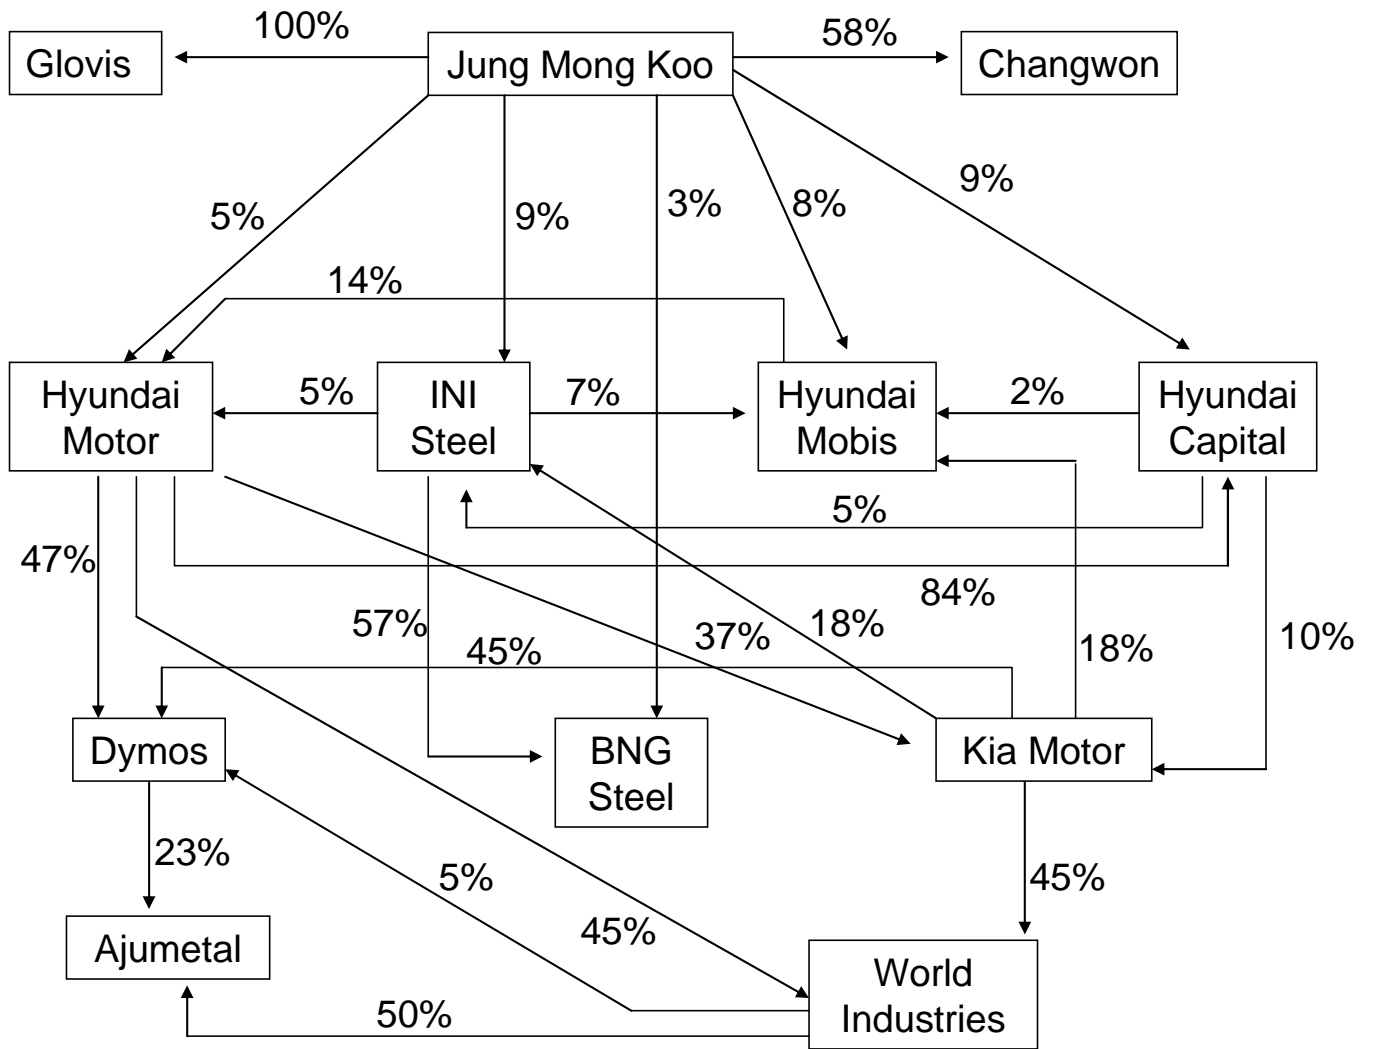 100%
58%
Glovis
Jung Mong Koo
Changwon
5%
9%
3%
8%
9%
14%
Hyundai
Motor
5%
INI
Steel
7%
Hyundai
Mobis
2%
Hyundai
Capital
5%
47%
84%
57%
45%
37%
18%
18%
10%
Dymos
BNG
Steel
Kia Motor
23%
5%
45%
45%
Ajumetal
World
Industries
50%